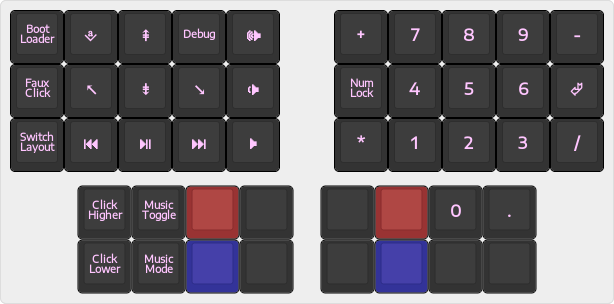 Boot Loader a Debug + 7 8 9 -
Faux Click Num Lock 4 5 6
Switch Layout * 1 2 3 /
Click Higher Music Toggle 0 .
Click Lower Music Mode